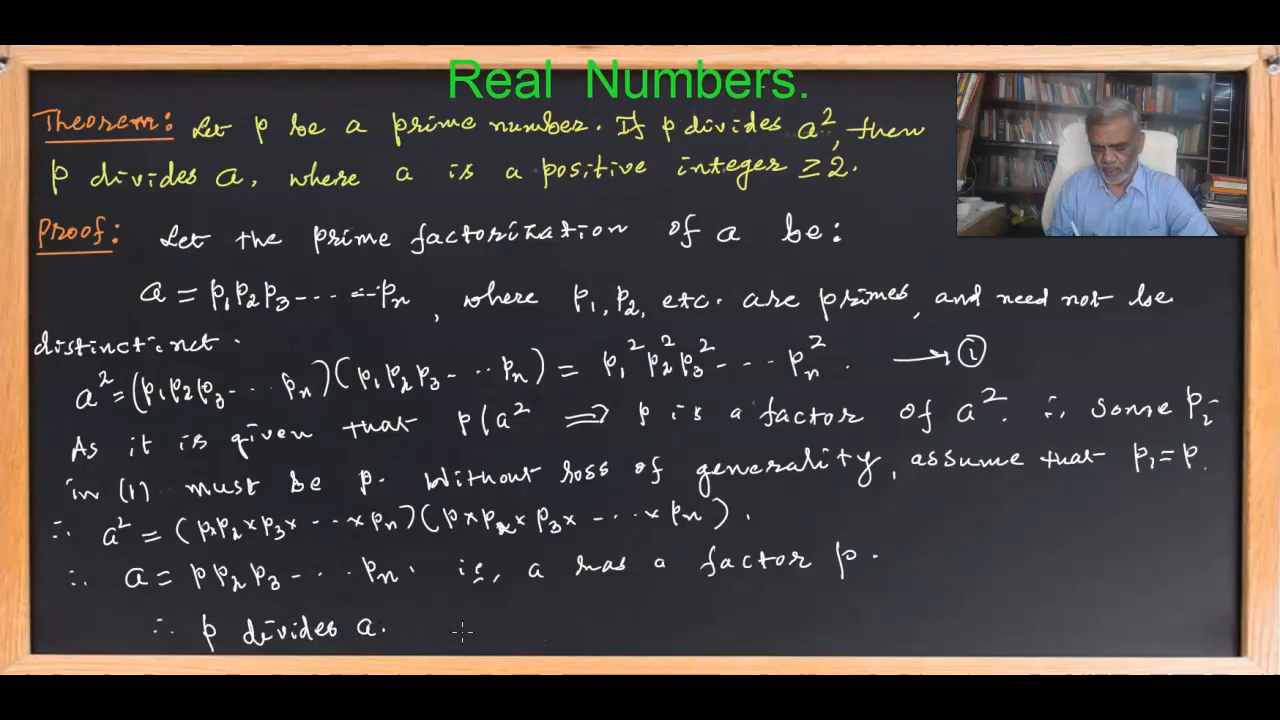 Real Numbers.
Theorem: Let p be a prime number. If p divides a², then
p divides a, where a is a positive integer ≥ 2.
Proof: Let the prime factorization of a be:
a = p₁p₂p₃--- ---pₙ, where p₁, p₂, etc. are primes, and need not be
distinctinct.
a² = (p₁p₂p₃-...pₙ)(p₁p₂p₃-...pₙ) = p₁²p₂²p₃²-...pₙ². ⟶ ①
As it is given that p|a² ⟹ p is a factor of a². ∴ some pᵢ
in (1) must be p. Without loss of generality, assume that p₁ = p.
∴ a² = (p×p₂×p₃×-...×pₙ)(p×p₂×p₃×-...×pₙ).
∴ a = pp₂p₃-...pₙ. ie, a has a factor p.
∴ p divides a.